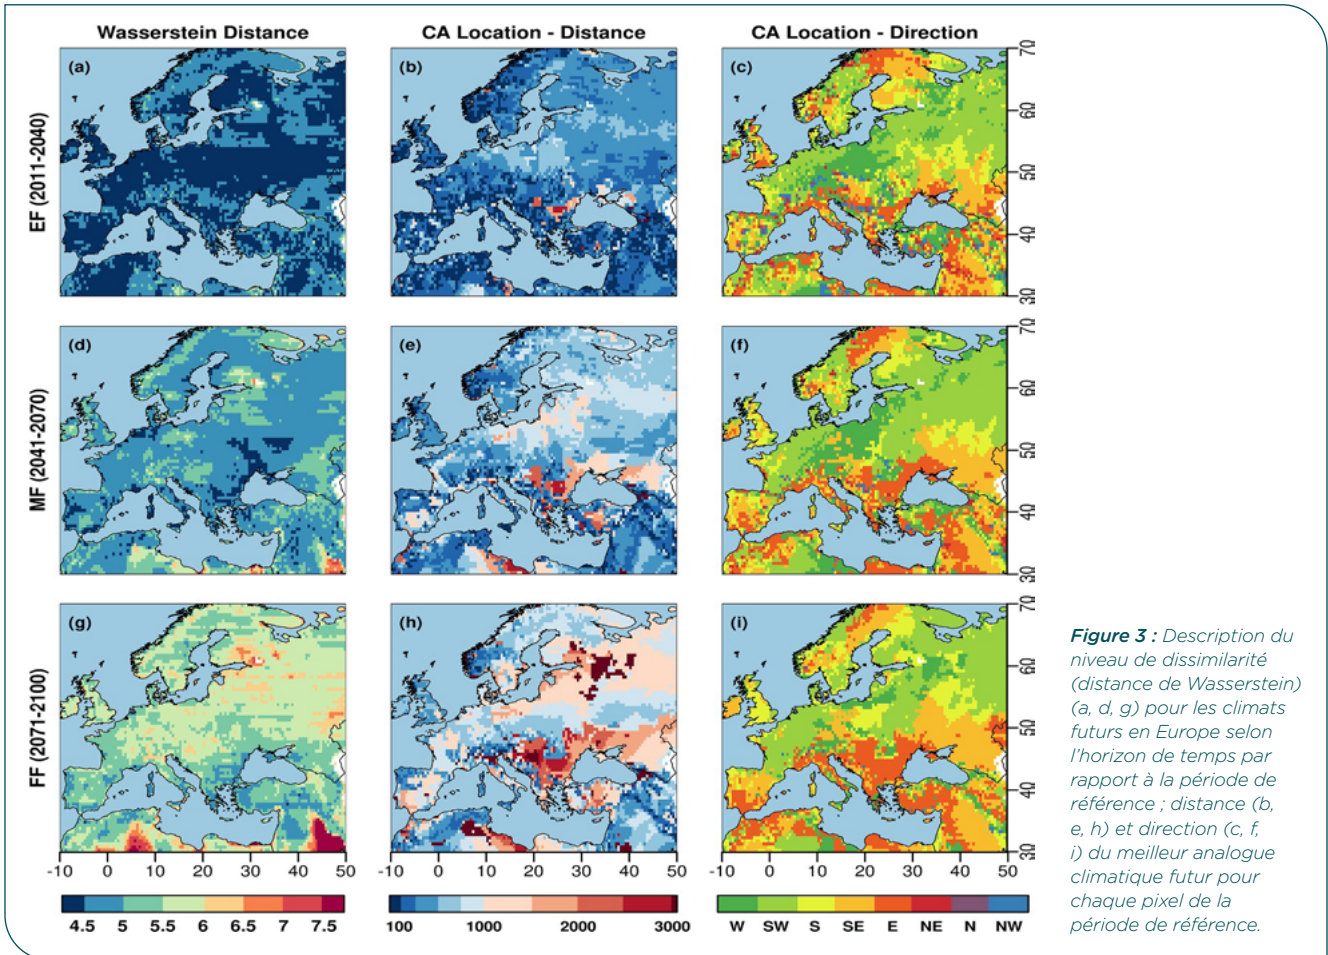 Wasserstein Distance
CA Location - Distance
CA Location - Direction
EF (2011-2040)
(a)
(b)
(c)
70
60
50
40
30
MF (2041-2070)
(d)
(e)
(f)
70
60
50
40
30
FF (2071-2100)
(g)
(h)
(i)
70
60
50
40
30
-10 0 10 20 30 40 50
-10 0 10 20 30 40 50
-10 0 10 20 30 40 50
4.5 5 5.5 6 6.5 7 7.5
100 1000 2000 3000
W SW S SE E NE N NW
Figure 3 : Description du
niveau de dissimilarité
(distance de Wasserstein)
(a, d, g) pour les climats
futurs en Europe selon
l'horizon de temps par
rapport à la période de
référence ; distance (b,
e, h) et direction (c, f,
i) du meilleur analogue
climatique futur pour
chaque pixel de la
période de référence.